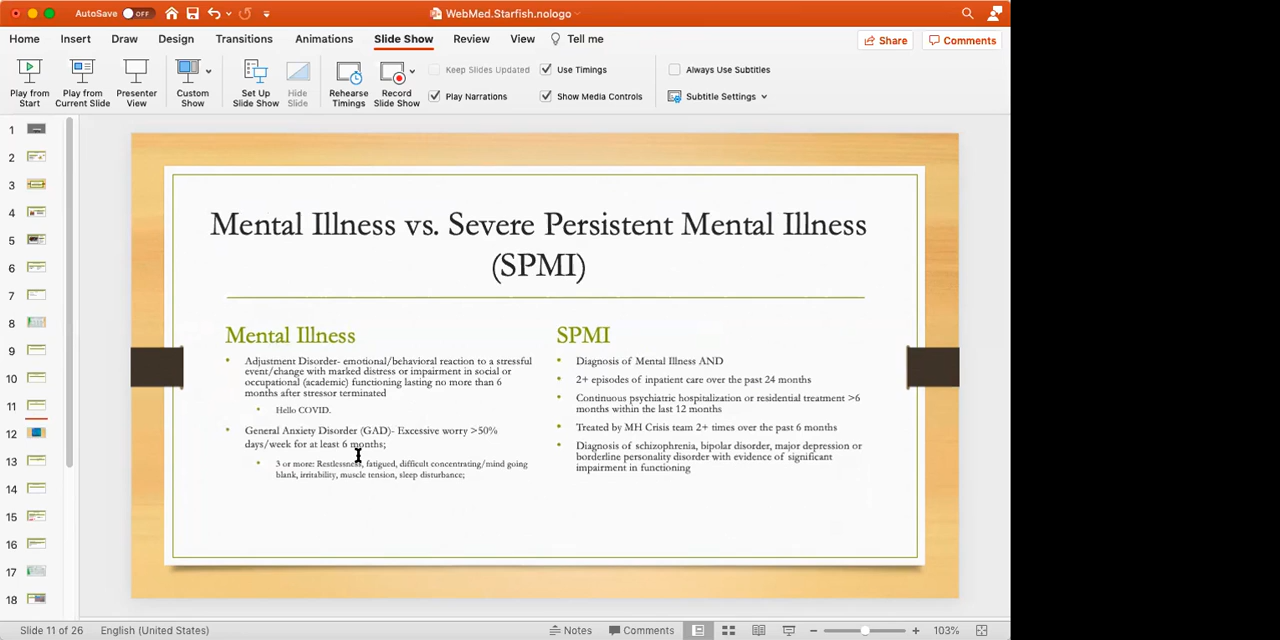 AutoSave OFF
WebMed.Starfish.nologo
Home Insert Draw Design Transitions Animations Slide Show Review View Tell me
Share Comments
Play from Start
Play from Current Slide
Presenter View
Custom Show
Set Up Slide Show
Hide Slide
Rehearse Timings
Record Slide Show
Keep Slides Updated
Play Narrations
Use Timings
Show Media Controls
Always Use Subtitles
Subtitle Settings
1
2
3
4
5
6
7
8
9
10
11
12
13
14
15
16
17
18
Mental Illness vs. Severe Persistent Mental Illness
(SPMI)
Mental Illness
• Adjustment Disorder- emotional/behavioral reaction to a stressful
event/change with marked distress or impairment in social or
occupational (academic) functioning lasting no more than 6
months after stressor terminated
• Hello COVID.
• General Anxiety Disorder (GAD)- Excessive worry >50%
days/week for at least 6 months;
• 3 or more: Restlessness, fatigued, difficult concentrating/mind going
blank, irritability, muscle tension, sleep disturbance;
SPMI
• Diagnosis of Mental Illness AND
• 2+ episodes of inpatient care over the past 24 months
• Continuous psychiatric hospitalization or residential treatment >6
months within the last 12 months
• Treated by MH Crisis team 2+ times over the past 6 months
• Diagnosis of schizophrenia, bipolar disorder, major depression or
borderline personality disorder with evidence of significant
impairment in functioning
Slide 11 of 26 English (United States) Notes Comments 103%